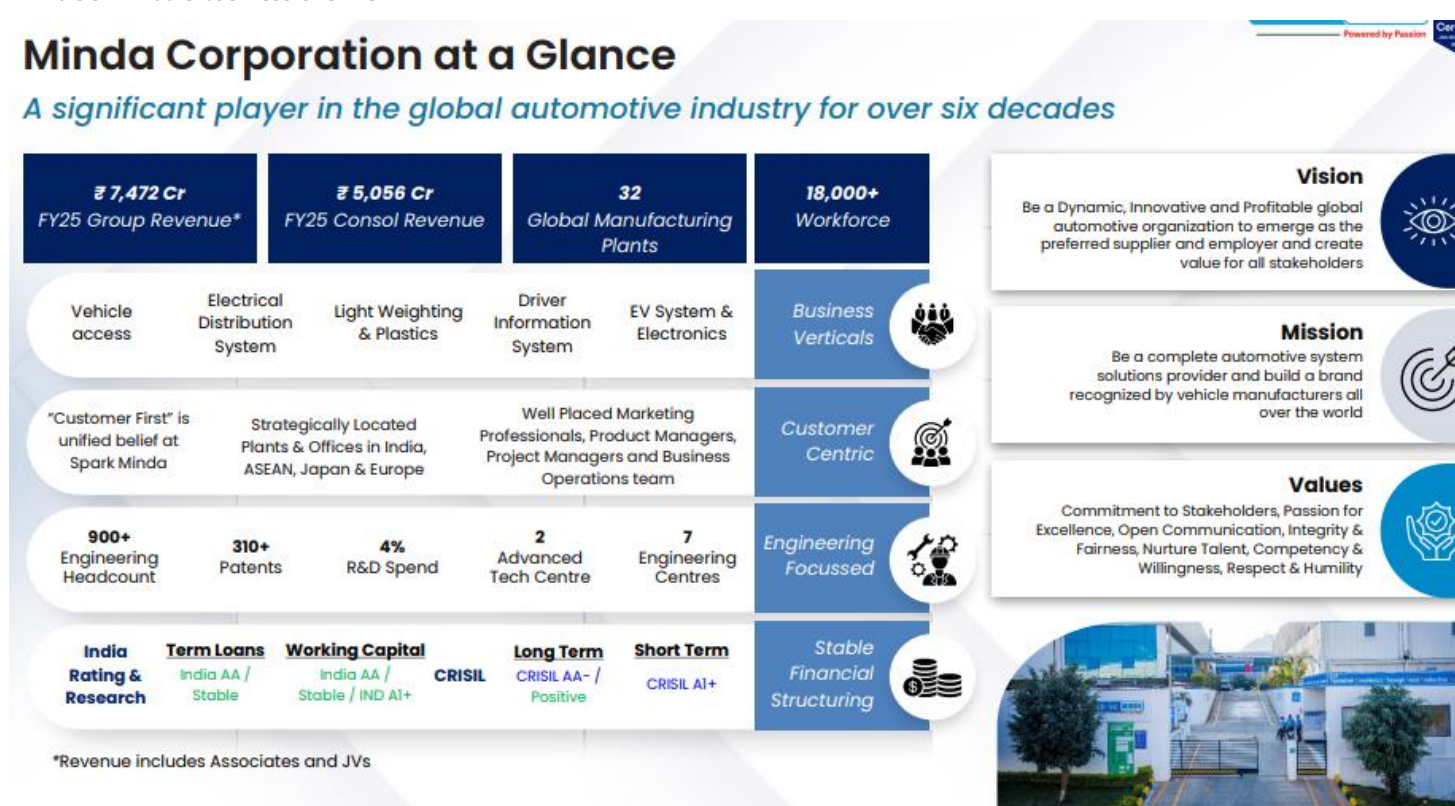 Powered by Passion
Cer
Minda Corporation at a Glance
A significant player in the global automotive industry for over six decades
₹ 7,472 Cr
FY25 Group Revenue*
₹ 5,056 Cr
FY25 Consol Revenue
32
Global Manufacturing
Plants
18,000+
Workforce
Vehicle
access
Electrical
Distribution
System
Light Weighting
& Plastics
Driver
Information
System
EV System &
Electronics
Business
Verticals
"Customer First" is
unified belief at
Spark Minda
Strategically Located
Plants & Offices in India,
ASEAN, Japan & Europe
Well Placed Marketing
Professionals, Product Managers,
Project Managers and Business
Operations team
Customer
Centric
900+
Engineering
Headcount
310+
Patents
4%
R&D Spend
2
Advanced
Tech Centre
7
Engineering
Centres
Engineering
Focussed
India
Rating &
Research
Term Loans
India AA /
Stable
Working Capital
India AA /
Stable / IND A1+
CRISIL
Long Term
CRISIL AA- /
Positive
Short Term
CRISIL A1+
Stable
Financial
Structuring
*Revenue includes Associates and JVs
Vision
Be a Dynamic, Innovative and Profitable global
automotive organization to emerge as the
preferred supplier and employer and create
value for all stakeholders
Mission
Be a complete automotive system
solutions provider and build a brand
recognized by vehicle manufacturers all
over the world
Values
Commitment to Stakeholders, Passion for
Excellence, Open Communication, Integrity &
Fairness, Nurture Talent, Competency &
Willingness, Respect & Humility